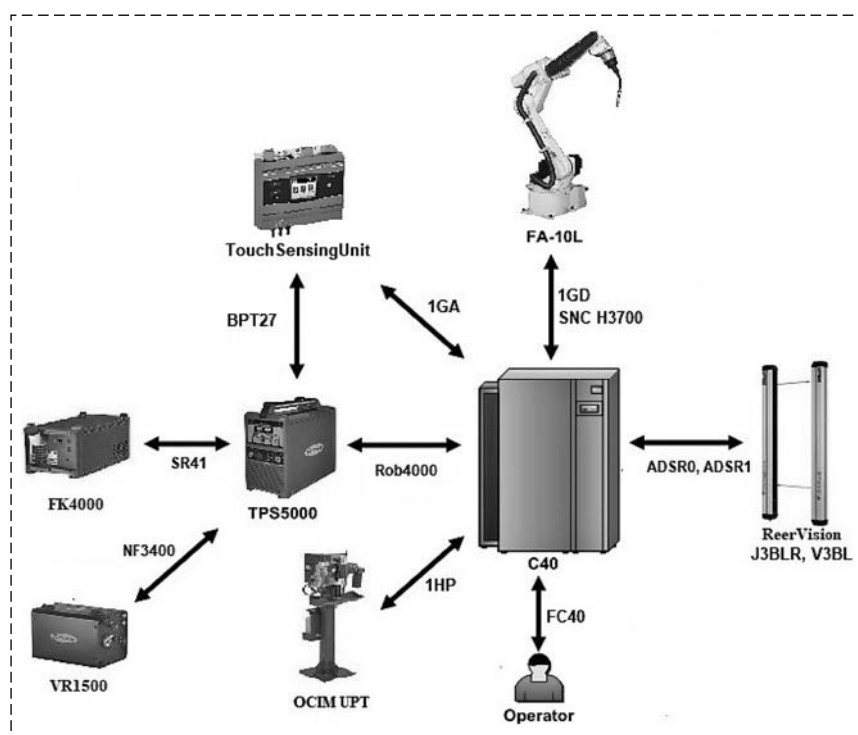 FA-10L
TouchSensingUnit
1GD
SNC H3700
1GA
BPT27
SR41
Rob4000
ADSR0, ADSR1
FK4000
TPS5000
ReerVision
J3BLR, V3BL
NF3400
C40
1HP
FC40
VR1500
OCIM UPT
Operator